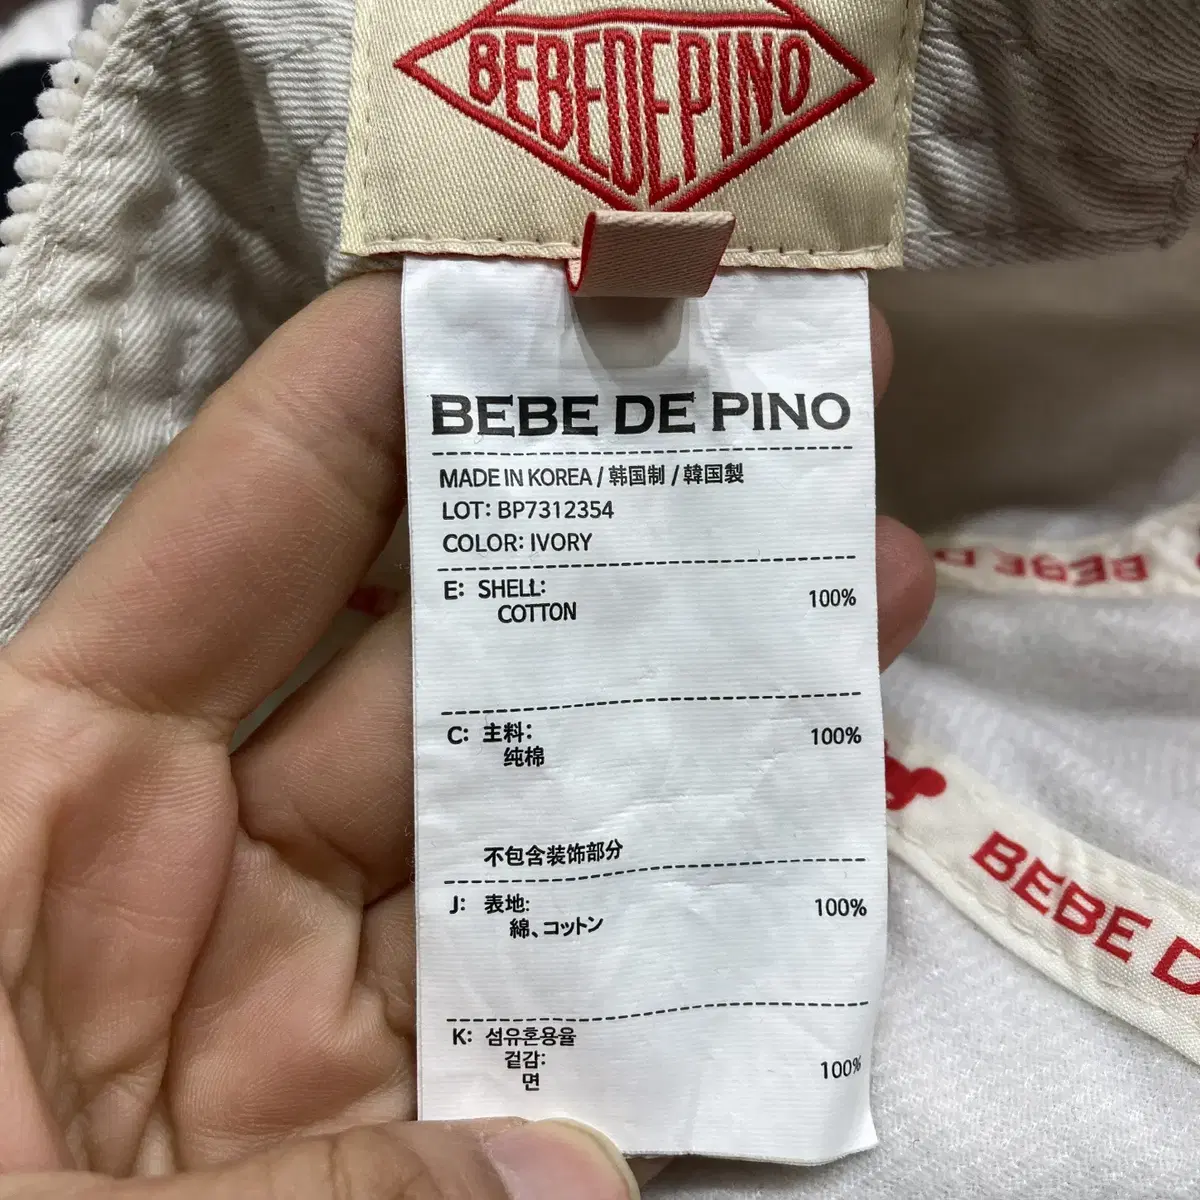 BEBEDEPINO
BEBE DE PINO
MADE IN KOREA / 韩国制 / 韓国製
LOT: BP7312354
COLOR: IVORY
E: SHELL:
COTTON 100%
C: 主料:
纯棉 100%
不包含装饰部分
J: 表地:
綿、コットン 100%
K: 섬유혼용율
겉감:
면 100%
BEBE D
BEBE D